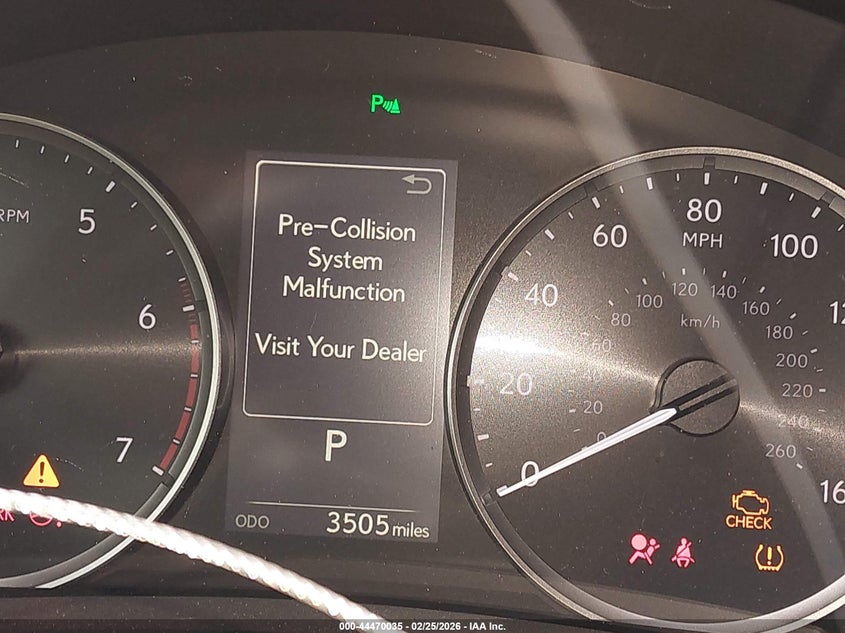 P
Pre-Collision
System
Malfunction
Visit Your Dealer
P
ODO 3505 miles
RPM
5
6
7
0
20
40
60
80
100
MPH
km/h
20
60
80
100
120
140
160
180
200
220
240
260
CHECK
000-44470035 - 02/25/2026 - IAA Inc.